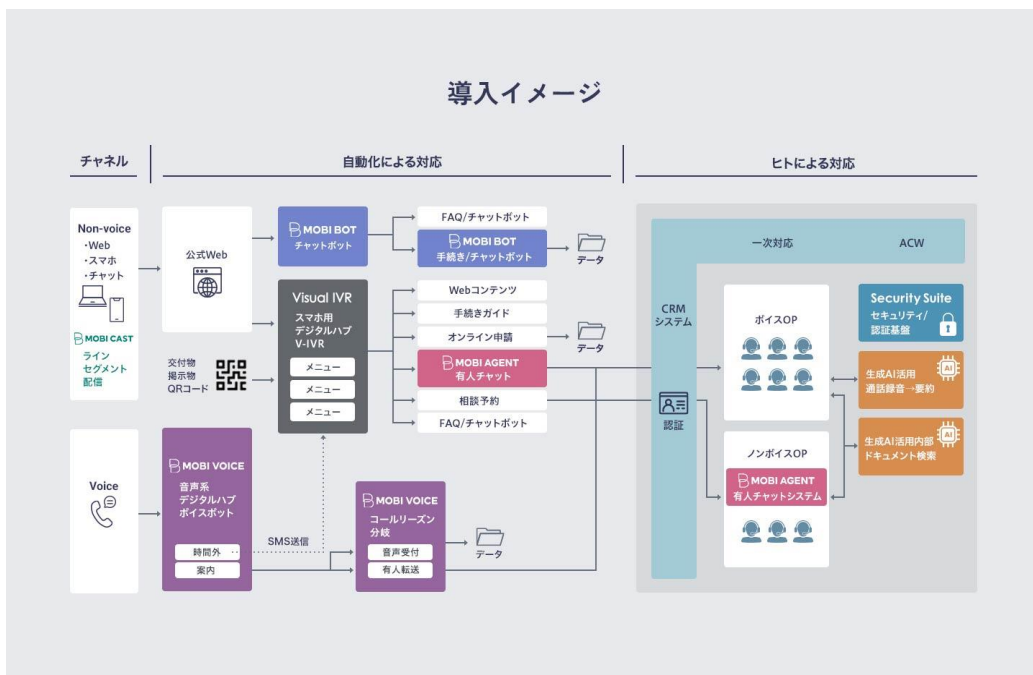 導入イメージ
チャネル
自動化による対応
ヒトによる対応
Non-voice
・Web
・スマホ
・チャット
MOBI CAST
ライン
セグメント
配信
公式Web
交付物
掲示物
QRコード
MOBI BOT
チャットボット
Visual IVR
スマホ用
デジタルハブ
V-IVR
メニュー
メニュー
メニュー
FAQ/チャットボット
MOBI BOT
手続き/チャットボット
データ
Webコンテンツ
手続きガイド
オンライン申請
データ
MOBI AGENT
有人チャット
相談予約
FAQ/チャットボット
Voice
MOBI VOICE
音声系
デジタルハブ
ボイスボット
時間外
案内
SMS送信
MOBI VOICE
コールリーズン
分岐
音声受付
有人転送
データ
CRM
システム
認証
一次対応
ACW
ボイスOP
ノンボイスOP
MOBI AGENT
有人チャットシステム
Security Suite
セキュリティ/
認証基盤
生成AI活用
通話録音→要約
AI
生成AI活用内部
ドキュメント検索
AI